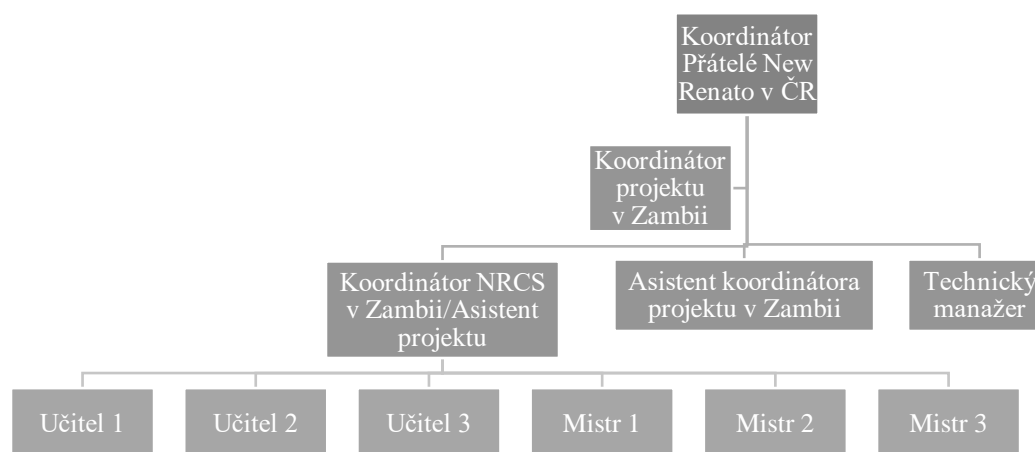 Koordinátor
Přátelé New
Renato v ČR
Koordinátor
projektu
v Zambii
Koordinátor NRCS
v Zambii/Asistent
projektu
Asistent koordinátora
projektu v Zambii
Technický
manažer
Učitel 1
Učitel 2
Učitel 3
Mistr 1
Mistr 2
Mistr 3